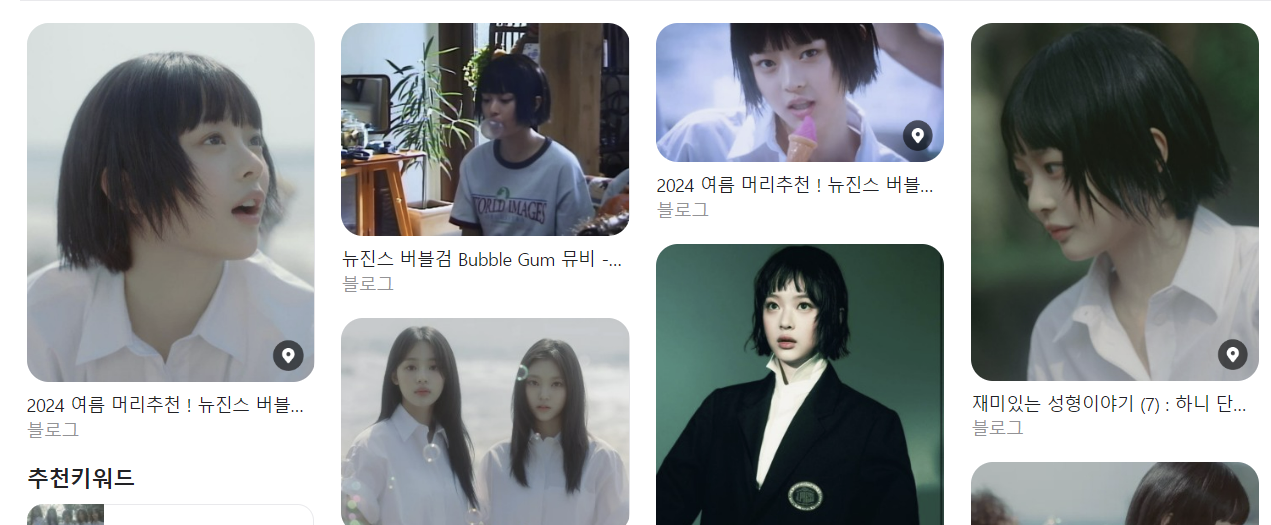 2024 여름 머리추천 ! 뉴진스 버블...
블로그
추천키워드
WORLD IMAGES
뉴진스 버블검 Bubble Gum 뮤비 -...
블로그
2024 여름 머리추천 ! 뉴진스 버블...
블로그
재미있는 성형이야기 (7) : 하니 단...
블로그